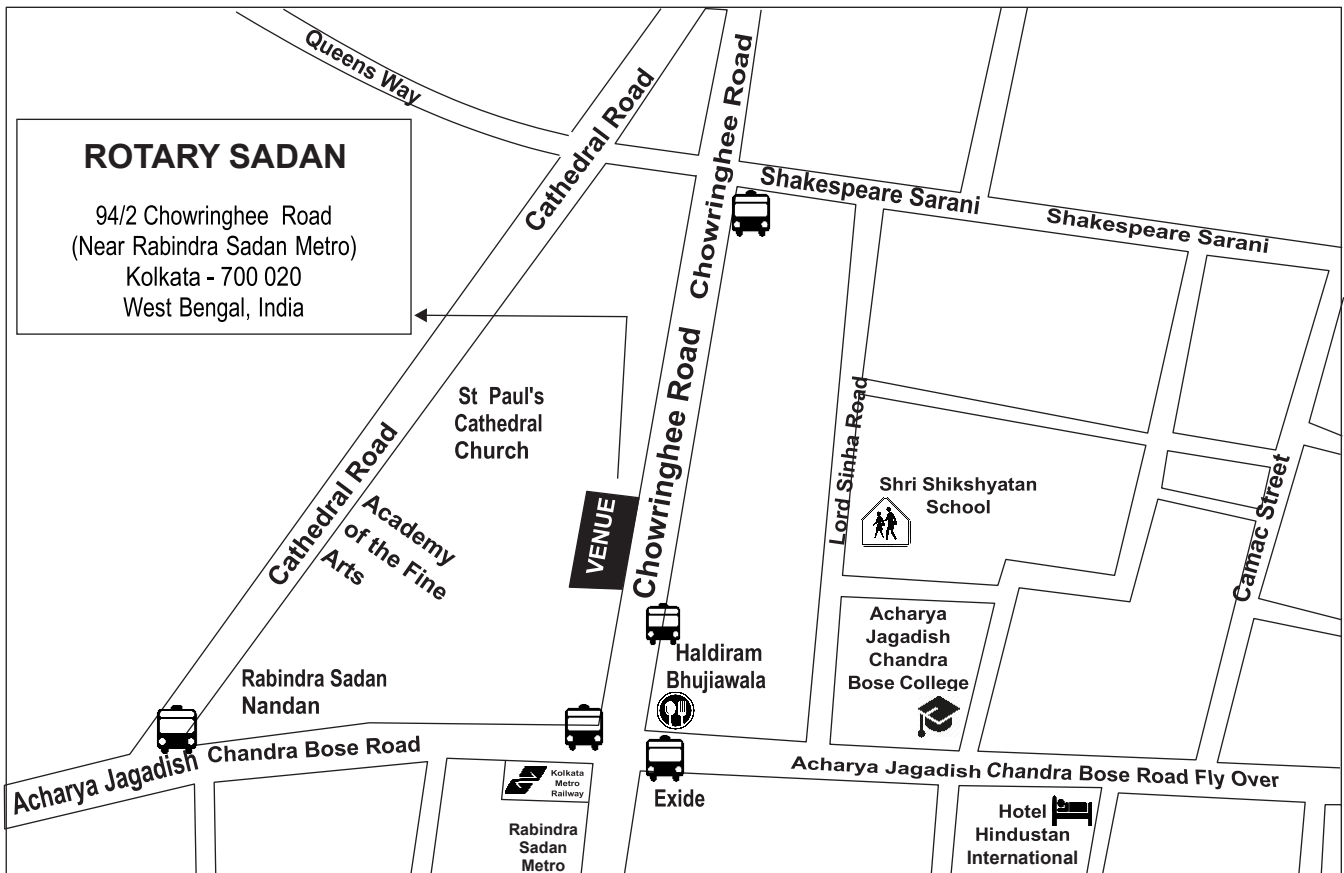 Queens Way
Cathedral Road
Chowringhee Road
ROTARY SADAN
94/2 Chowringhee Road
(Near Rabindra Sadan Metro)
Kolkata - 700 020
West Bengal, India
Shakespeare Sarani
Shakespeare Sarani
St Paul's
Cathedral
Church
Chowringhee Road
Lord Sinha Road
Cathedral Road
Academy
of the Fine
Arts
VENUE
Shri Shikshyatan
School
Camac Street
Haldiram
Bhujiawala
Acharya
Jagadish
Chandra
Bose College
Rabindra Sadan
Nandan
Acharya Jagadish Chandra Bose Road
Kolkata
Metro
Railway
Exide
Acharya Jagadish Chandra Bose Road Fly Over
Rabindra
Sadan
Metro
Hotel
Hindustan
International